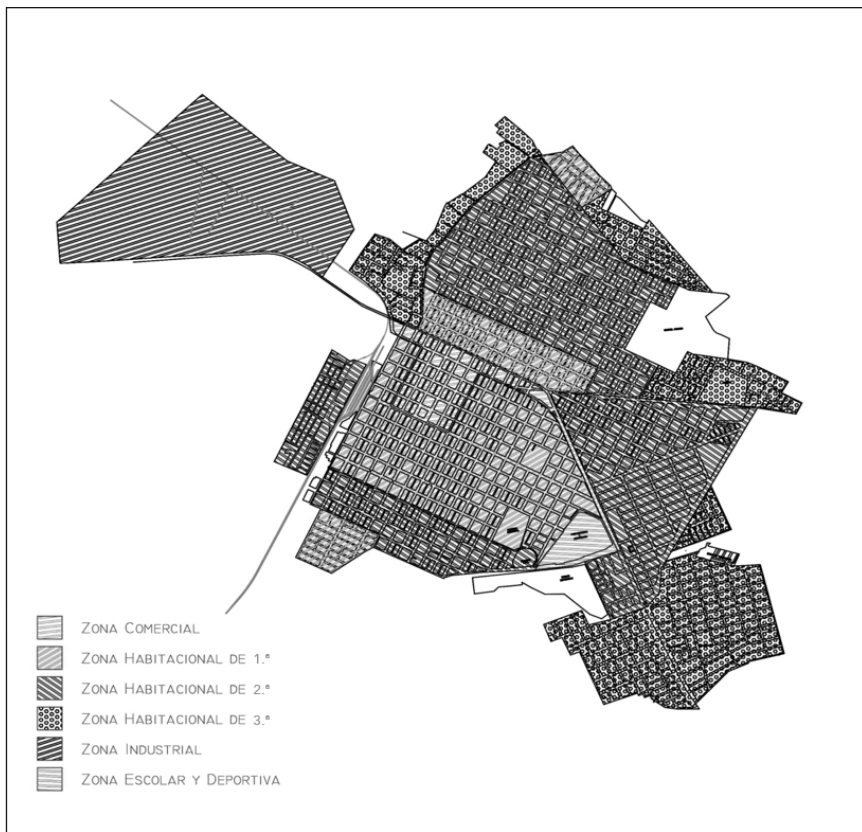 Zona Comercial
Zona Habitacional de 1.ª
Zona Habitacional de 2.ª
Zona Habitacional de 3.ª
Zona Industrial
Zona Escolar y Deportiva